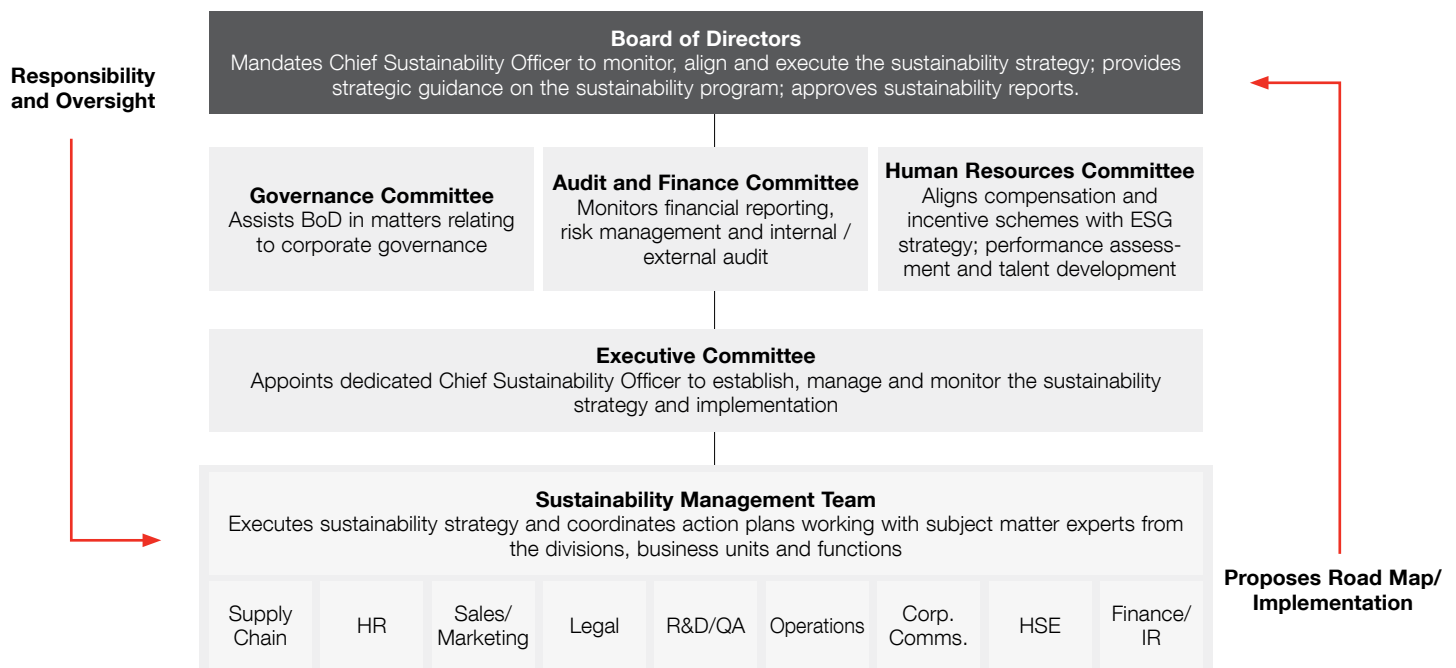 Board of Directors
Mandates Chief Sustainability Officer to monitor, align and execute the sustainability strategy; provides
strategic guidance on the sustainability program; approves sustainability reports.
Responsibility
and Oversight
Governance Committee
Assists BoD in matters relating
to corporate governance
Audit and Finance Committee
Monitors financial reporting,
risk management and internal /
external audit
Human Resources Committee
Aligns compensation and
incentive schemes with ESG
strategy; performance assess-
ment and talent development
Executive Committee
Appoints dedicated Chief Sustainability Officer to establish, manage and monitor the sustainability
strategy and implementation
Sustainability Management Team
Executes sustainability strategy and coordinates action plans working with subject matter experts from
the divisions, business units and functions
Proposes Road Map/
Implementation
Supply
Chain
HR
Sales/
Marketing
Legal
R&D/QA
Operations
Corp.
Comms.
HSE
Finance/
IR